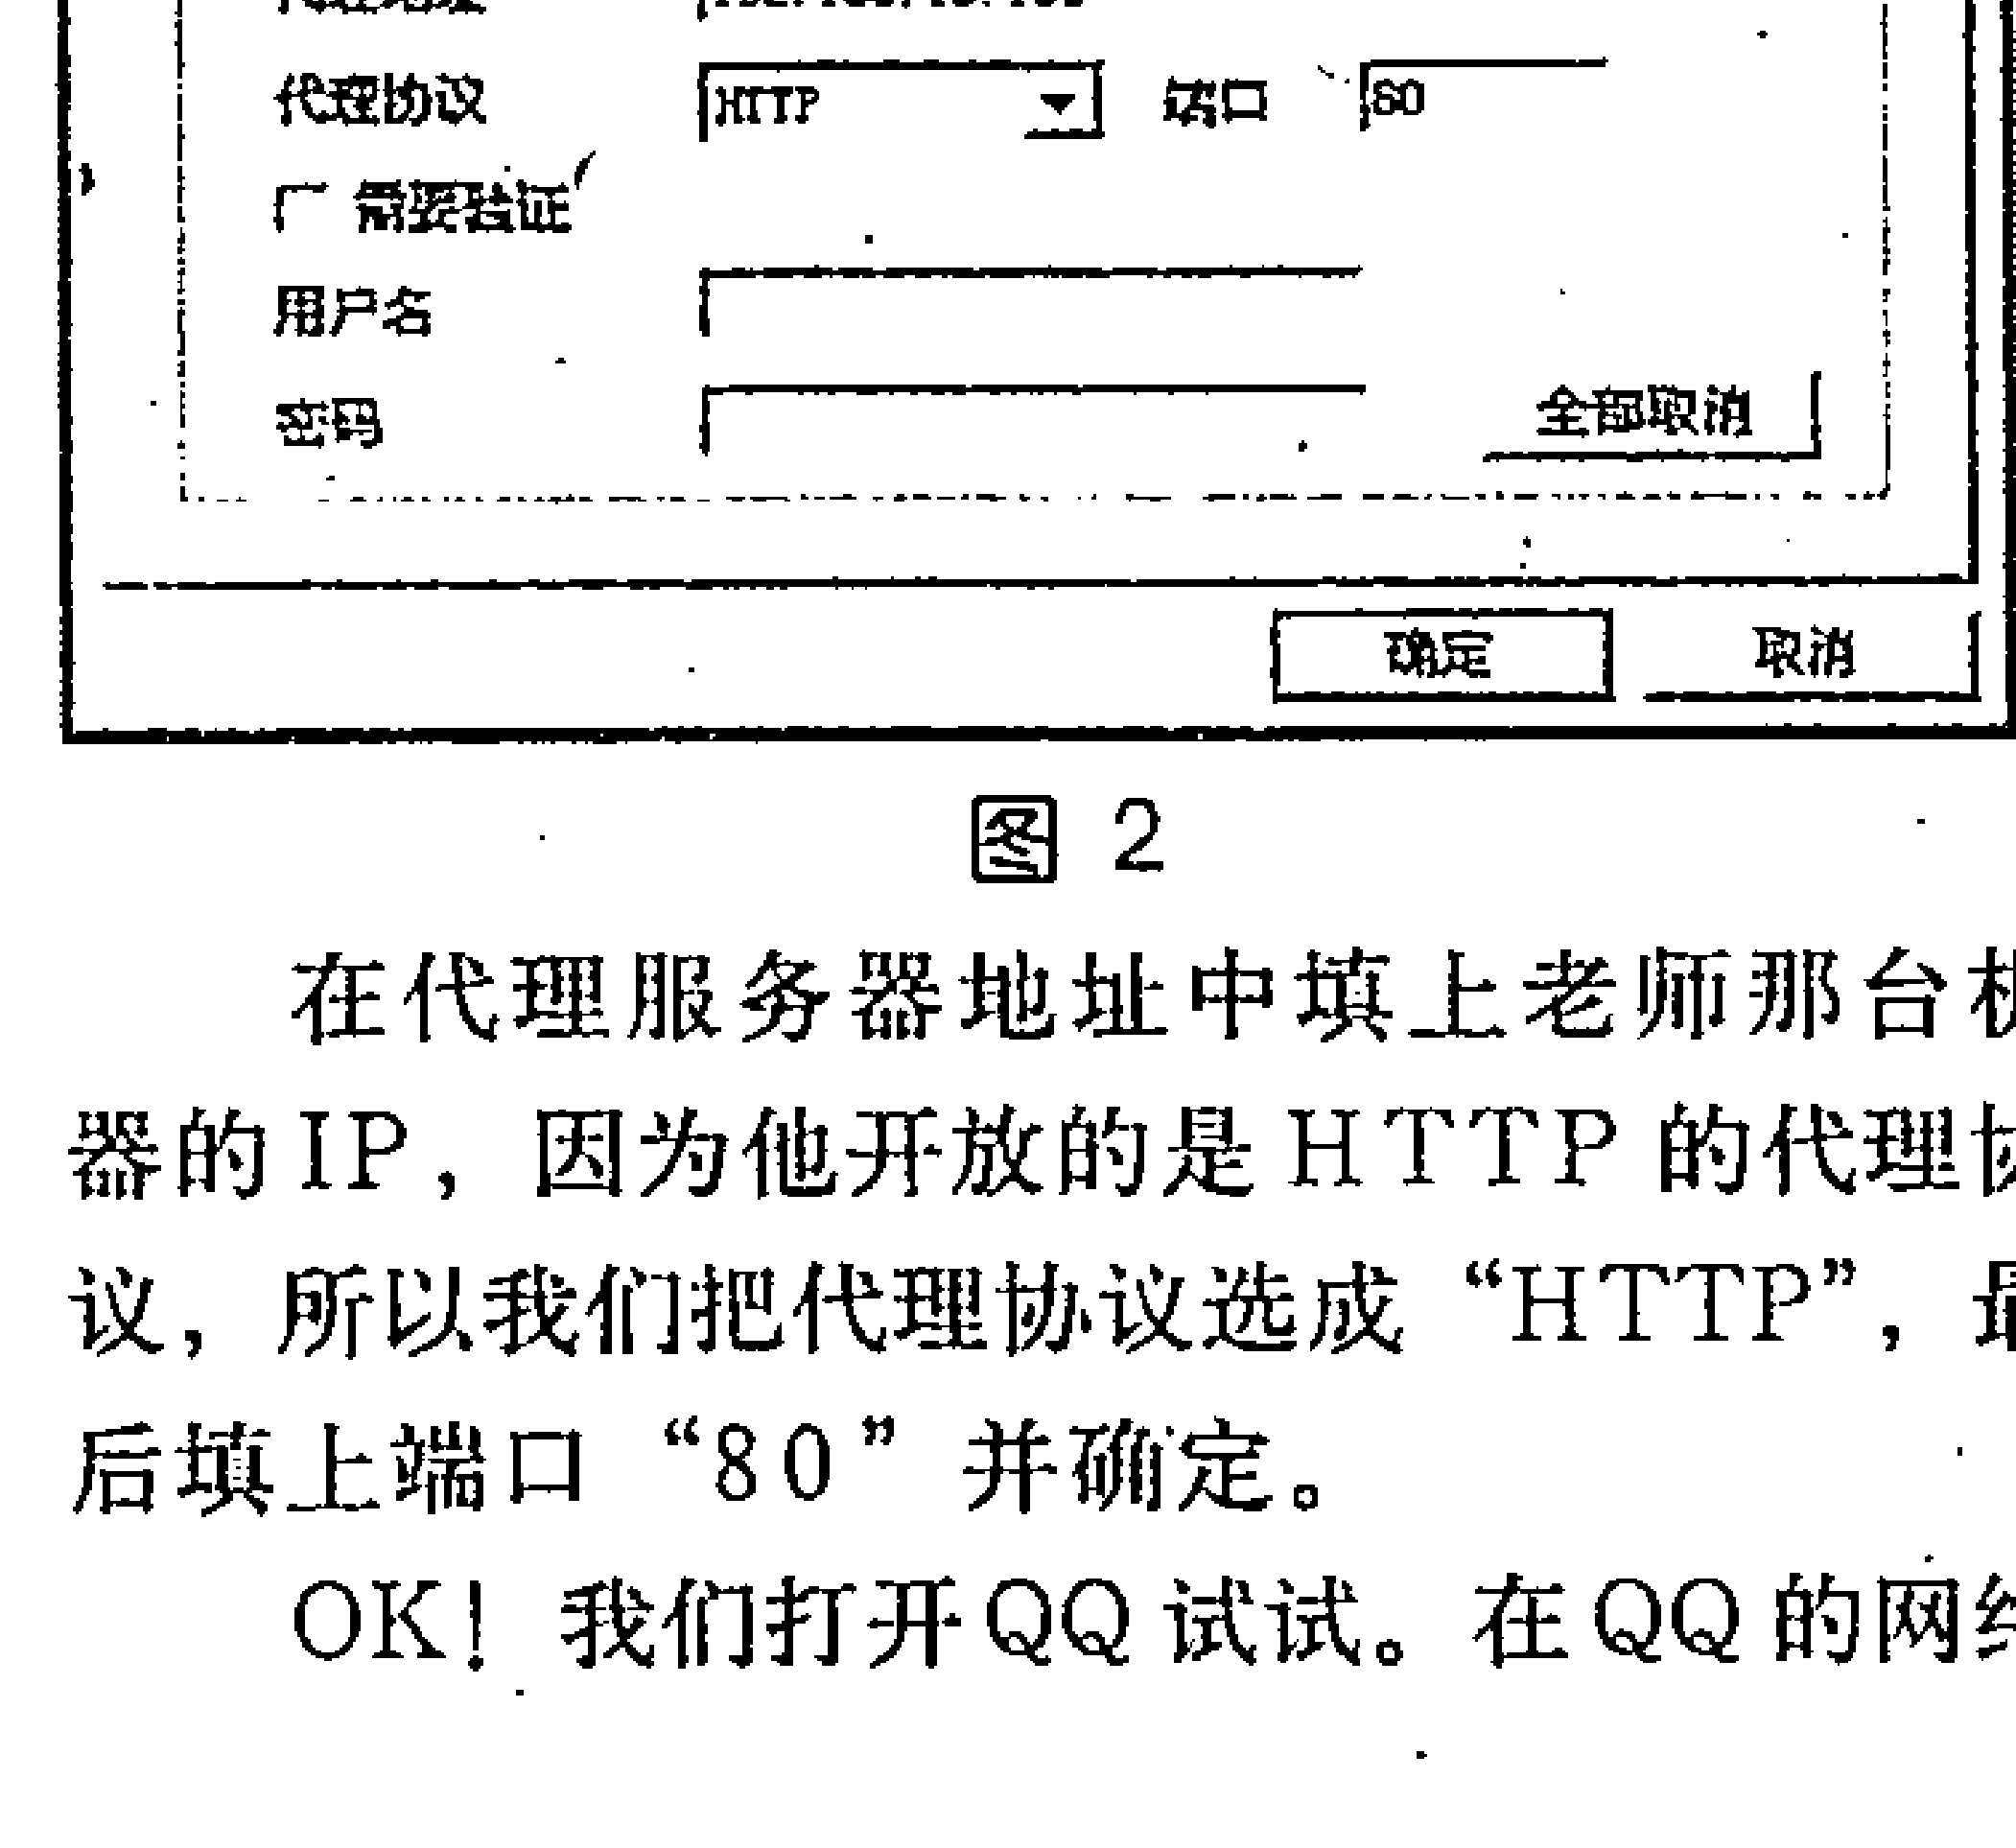 代理协议 HTTP 端口 80
需要验证
用户名
密码 全部取消
确定 取消
图 2
在代理服务器地址中填上老师那台机
器的IP，因为他开放的是HTTP的代理协
议，所以我们把代理协议选成“HTTP”，最
后填上端口“80”并确定。
OK！我们打开QQ试试。在QQ的网络